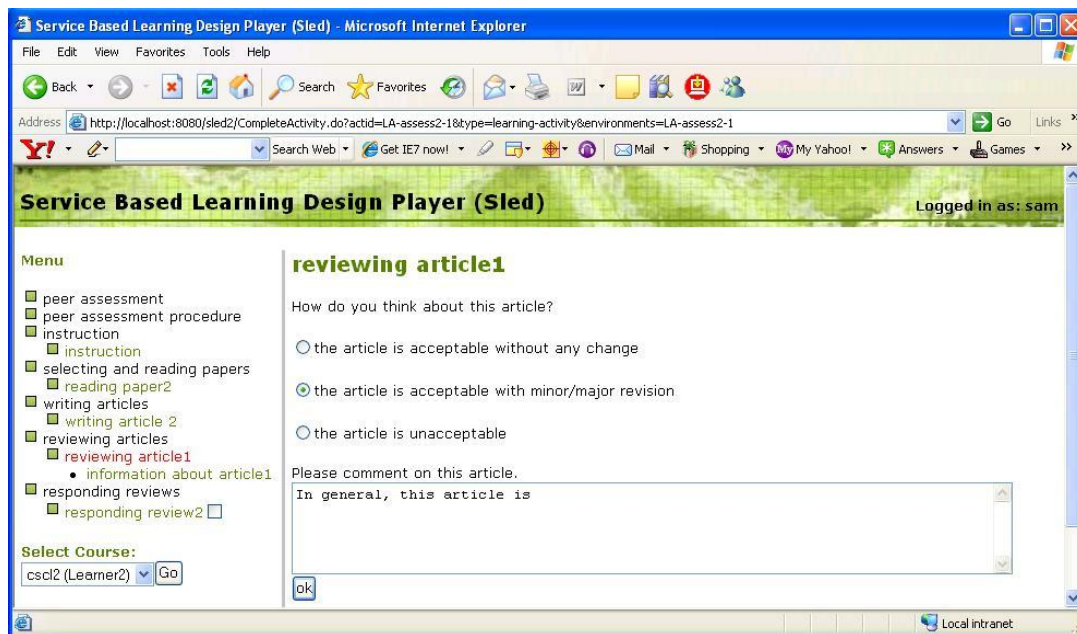 Service Based Learning Design Player (Sled) - Microsoft Internet Explorer
File Edit View Favorites Tools Help
Back Search Favorites
Address http://localhost:8080/sled2/CompleteActivity.do?actid=LA-assess2-1&type=learning-activity&environments=LA-assess2-1 Go Links »
Y! Search Web Get IE7 now! Mail Shopping My My Yahoo! Answers Games »
Service Based Learning Design Player (Sled)
Logged in as: sam
Menu
peer assessment
peer assessment procedure
instruction
instruction
selecting and reading papers
reading paper2
writing articles
writing article 2
reviewing articles
reviewing article1
• information about article1
responding reviews
responding review2
Select Course:
cscl2 (Learner2) Go
reviewing article1
How do you think about this article?
the article is acceptable without any change
the article is acceptable with minor/major revision
the article is unacceptable
Please comment on this article.
In general, this article is
ok
Local intranet